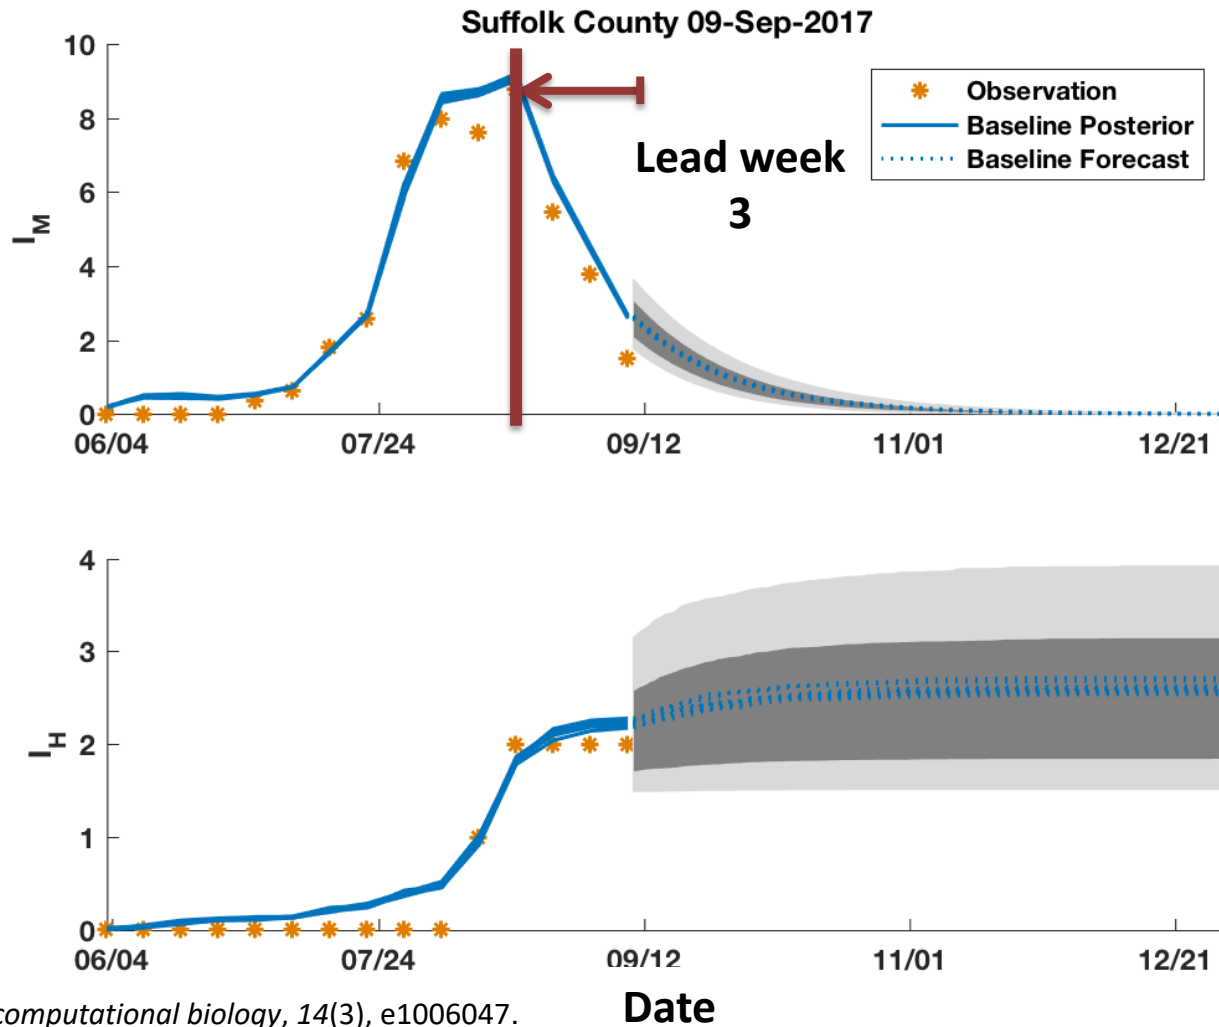 Suffolk County 09-Sep-2017
10
8
6
4
2
0
I_M
Observation
Baseline Posterior
Baseline Forecast
Lead week
3
06/04 07/24 09/12 11/01 12/21
4
3
2
1
0
I_H
06/04 07/24 09/12 11/01 12/21
Date
computational biology, 14(3), e1006047.